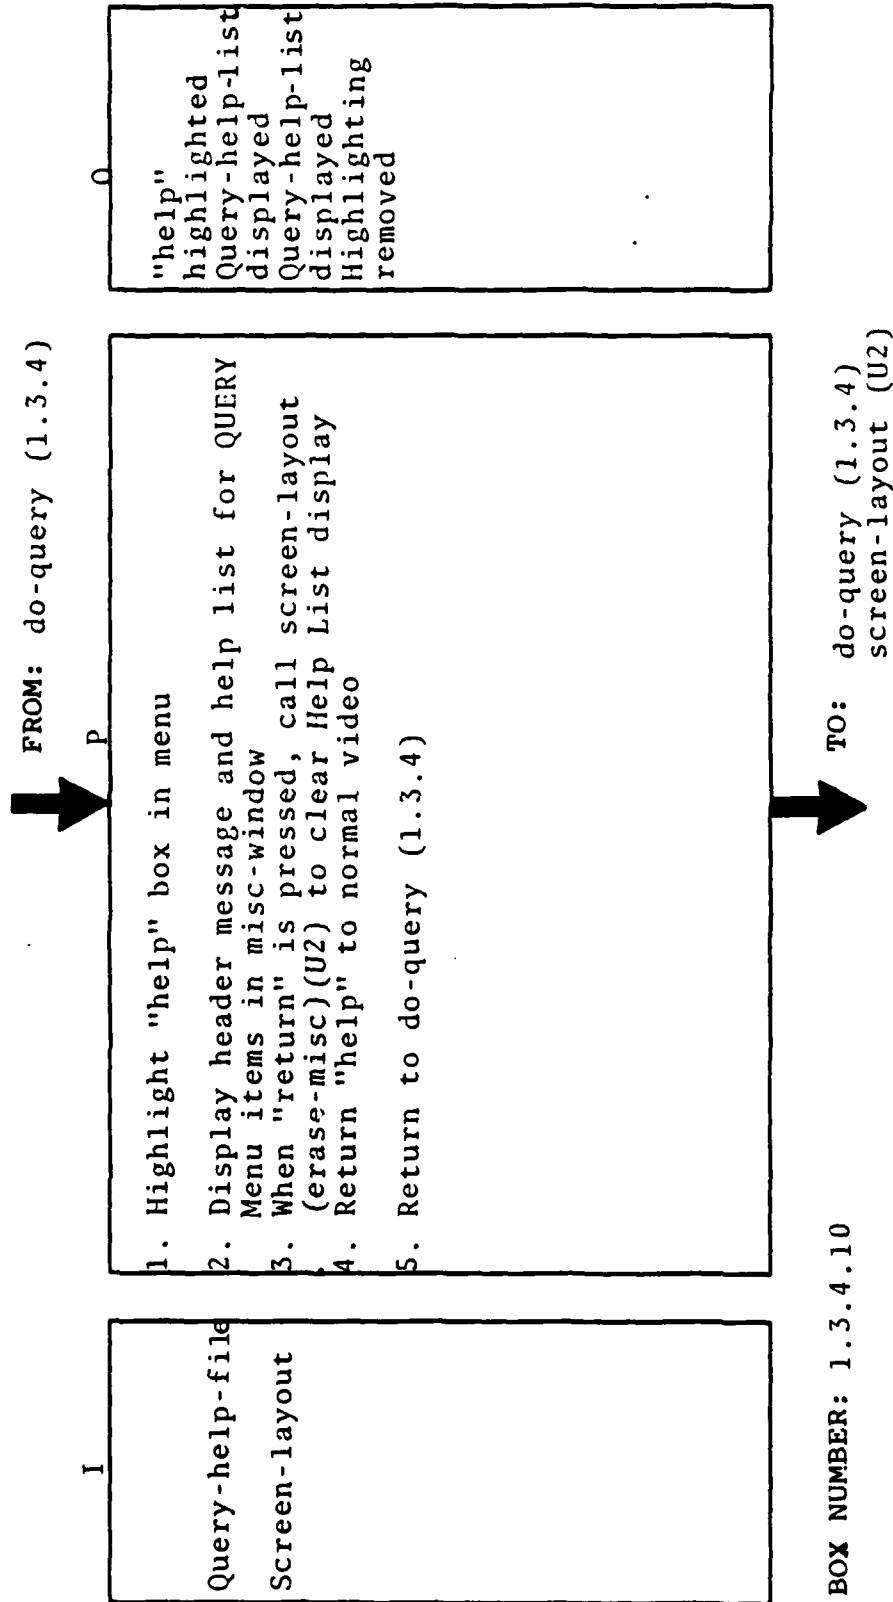 FROM: do-query (1.3.4)
I
Query-help-file
Screen-layout
P
1. Highlight "help" box in menu
2. Display header message and help list for QUERY
Menu items in misc-window
3. When "return" is pressed, call screen-layout
(erase-misc)(U2) to clear Help List display
4. Return "help" to normal video
5. Return to do-query (1.3.4)
O
"help"
highlighted
Query-help-list
displayed
Query-help-list
displayed
Highlighting
removed
BOX NUMBER: 1.3.4.10
TO: do-query (1.3.4)
screen-layout (U2)